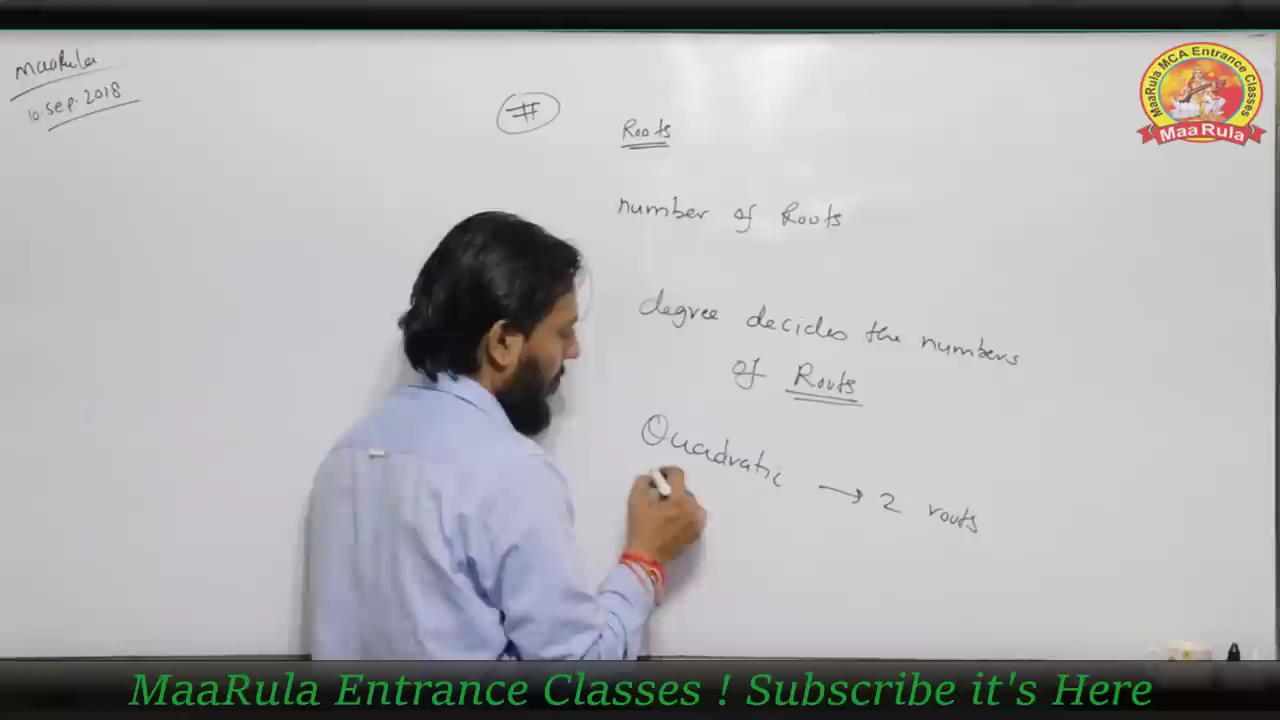 MaaRula
10.Sep.2018
#
Roots
number of Roots
degree decides the numbers
of Roots
Quadratic → 2 roots
MaaRula MCA Entrance Classes
MaaRula
MaaRula Entrance Classes ! Subscribe it's Here